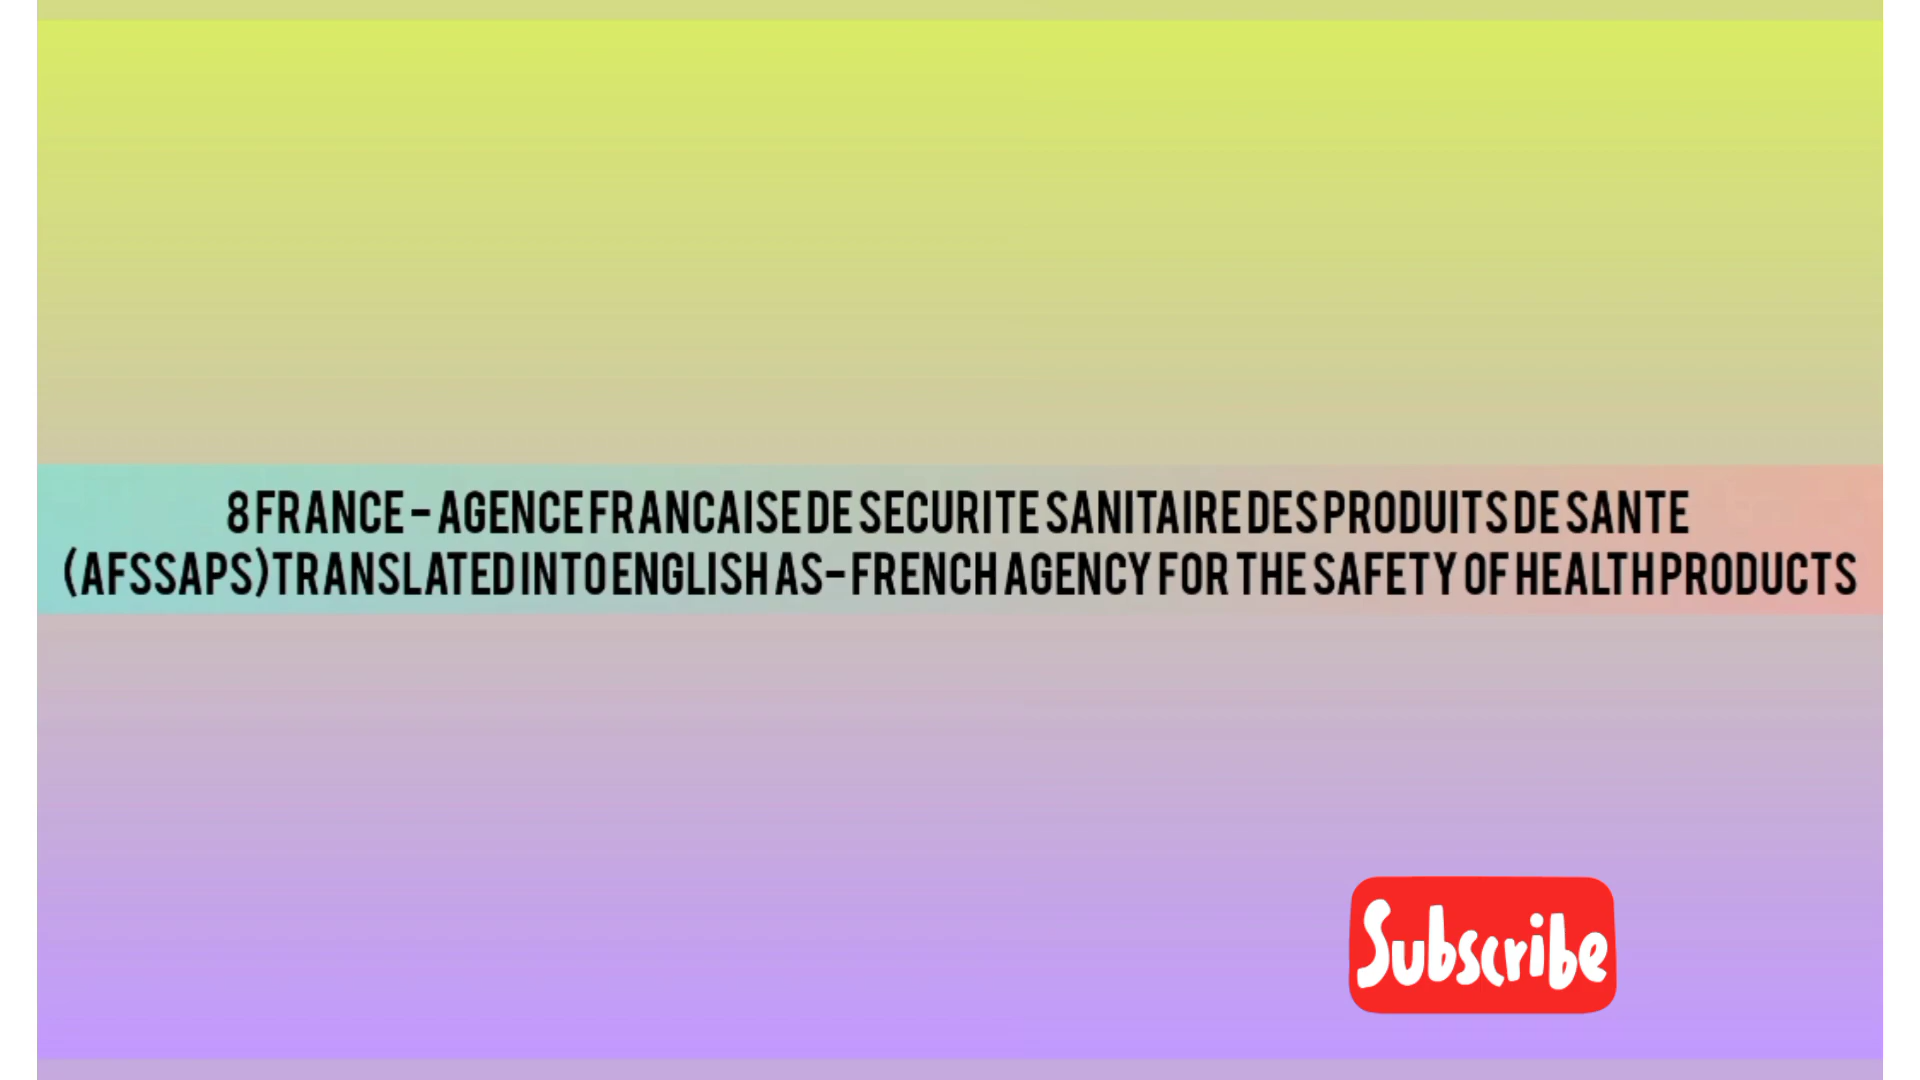 8 FRANCE - AGENCE FRANCAISE DE SECURITE SANITAIRE DES PRODUITS DE SANTE
(AFSSAPS) TRANSLATED INTO ENGLISH AS- FRENCH AGENCY FOR THE SAFETY OF HEALTH PRODUCTS
Subscribe